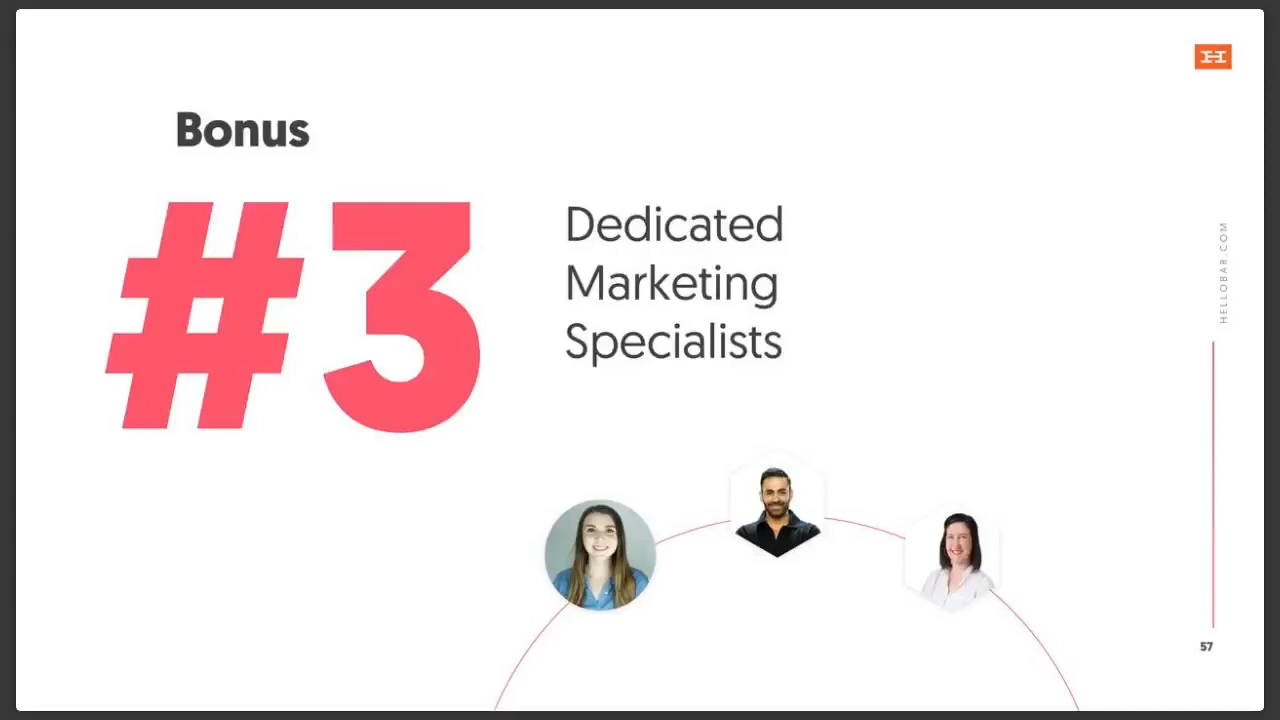 Bonus
#3
Dedicated
Marketing
Specialists
HELLOBAR.COM
57